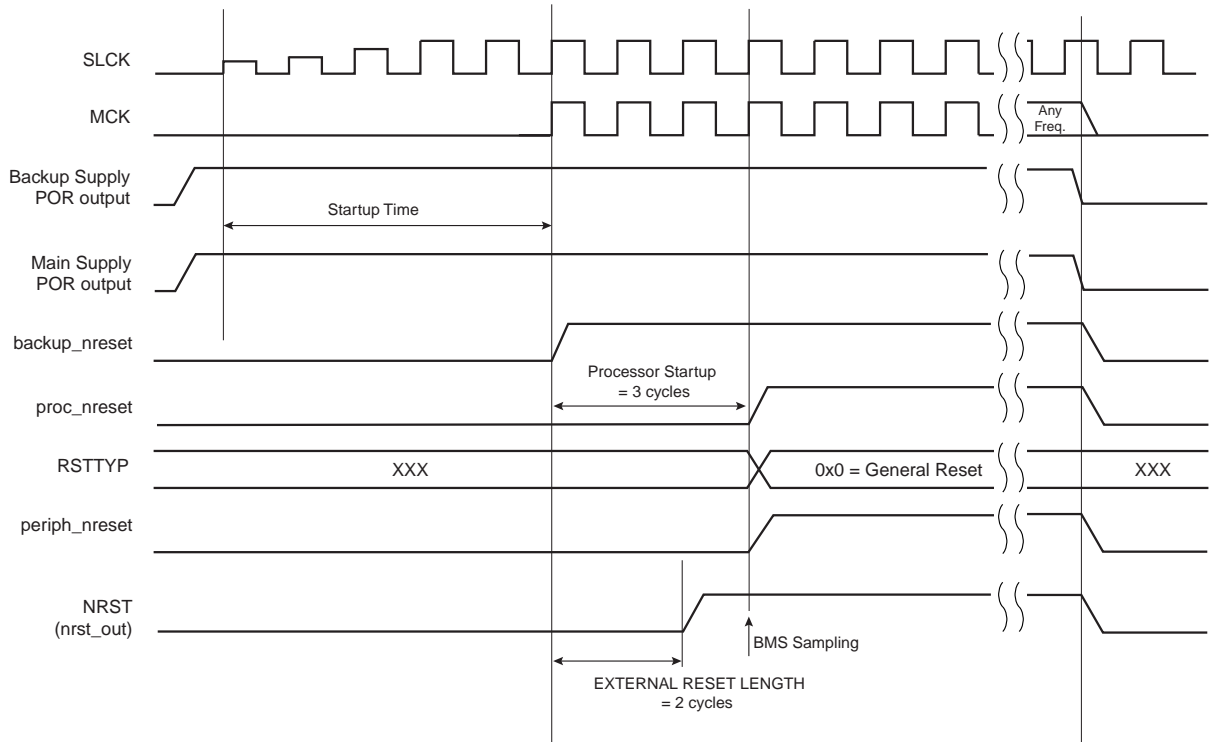 SLCK
MCK
Any
Freq.
Backup Supply
POR output
Startup Time
Main Supply
POR output
backup_nreset
Processor Startup
= 3 cycles
proc_nreset
RSTTYP
XXX
0x0 = General Reset
XXX
periph_nreset
NRST
(nrst_out)
BMS Sampling
EXTERNAL RESET LENGTH
= 2 cycles